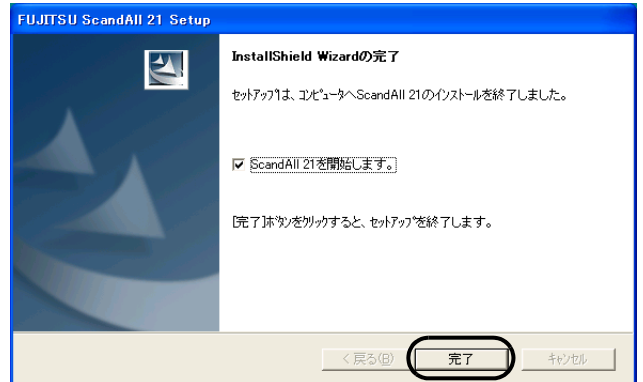 FUJITSU ScandAll 21 Setup
InstallShield Wizardの完了
セットアップは、コンピュータへScandAll 21のインストールを終了しました。
ScandAll 21を開始します。
[完了]ボタンをクリックすると、セットアップを終了します。
< 戻る(B)
完了
キャンセル